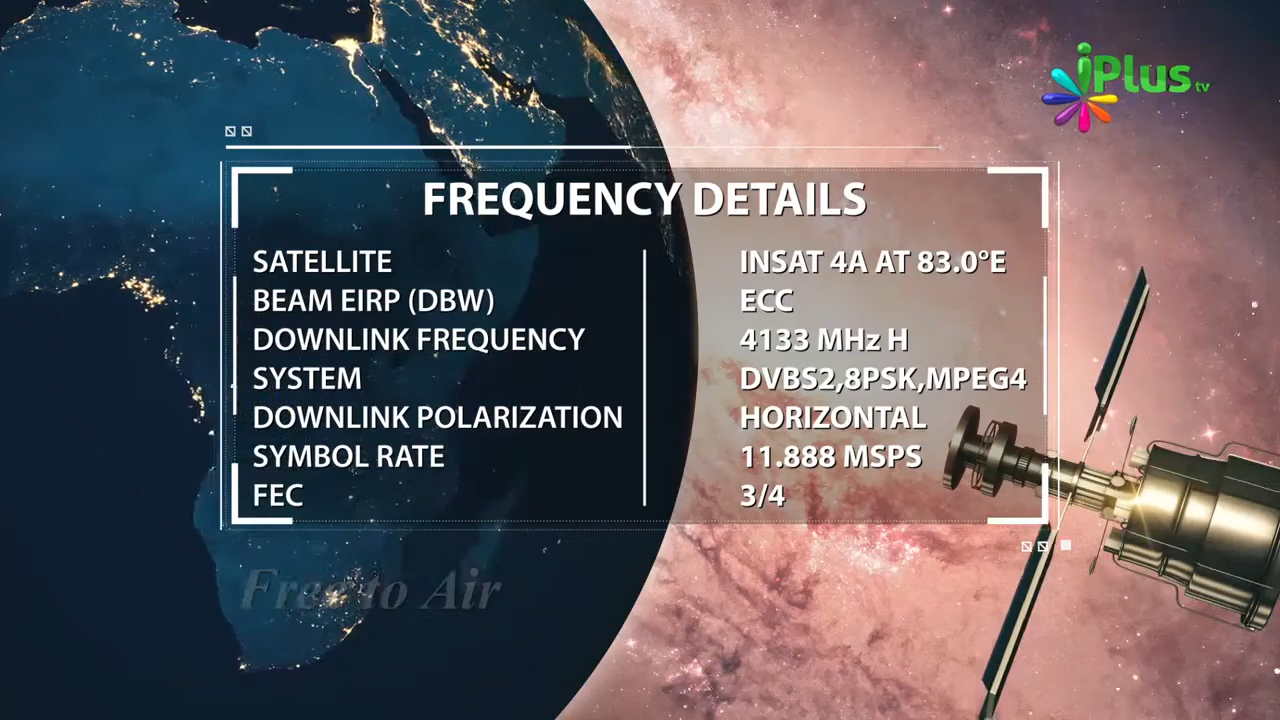 iPlus tv
FREQUENCY DETAILS
SATELLITE INSAT 4A AT 83.0°E
BEAM EIRP (DBW) ECC
DOWNLINK FREQUENCY 4133 MHz H
SYSTEM DVBS2,8PSK,MPEG4
DOWNLINK POLARIZATION HORIZONTAL
SYMBOL RATE 11.888 MSPS
FEC 3/4
Free to Air